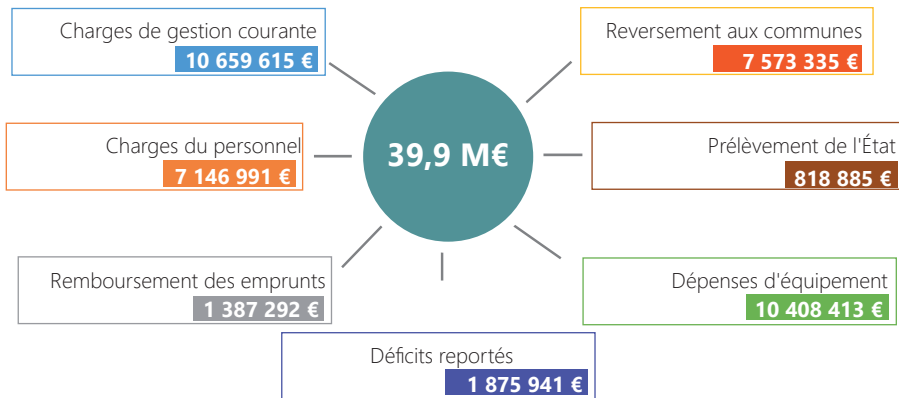 Charges de gestion courante
10 659 615 €
Reversement aux communes
7 573 335 €
39,9 M€
Charges du personnel
7 146 991 €
Prélèvement de l'État
818 885 €
Remboursement des emprunts
1 387 292 €
Dépenses d'équipement
10 408 413 €
Déficits reportés
1 875 941 €